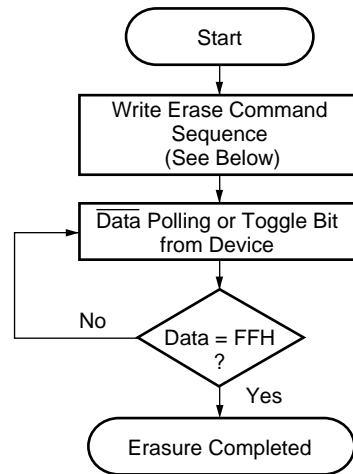 Start
Write Erase Command
Sequence
(See Below)
D̅a̅t̅a̅ Polling or Toggle Bit
from Device
No
Data = FFH
?
Yes
Erasure Completed